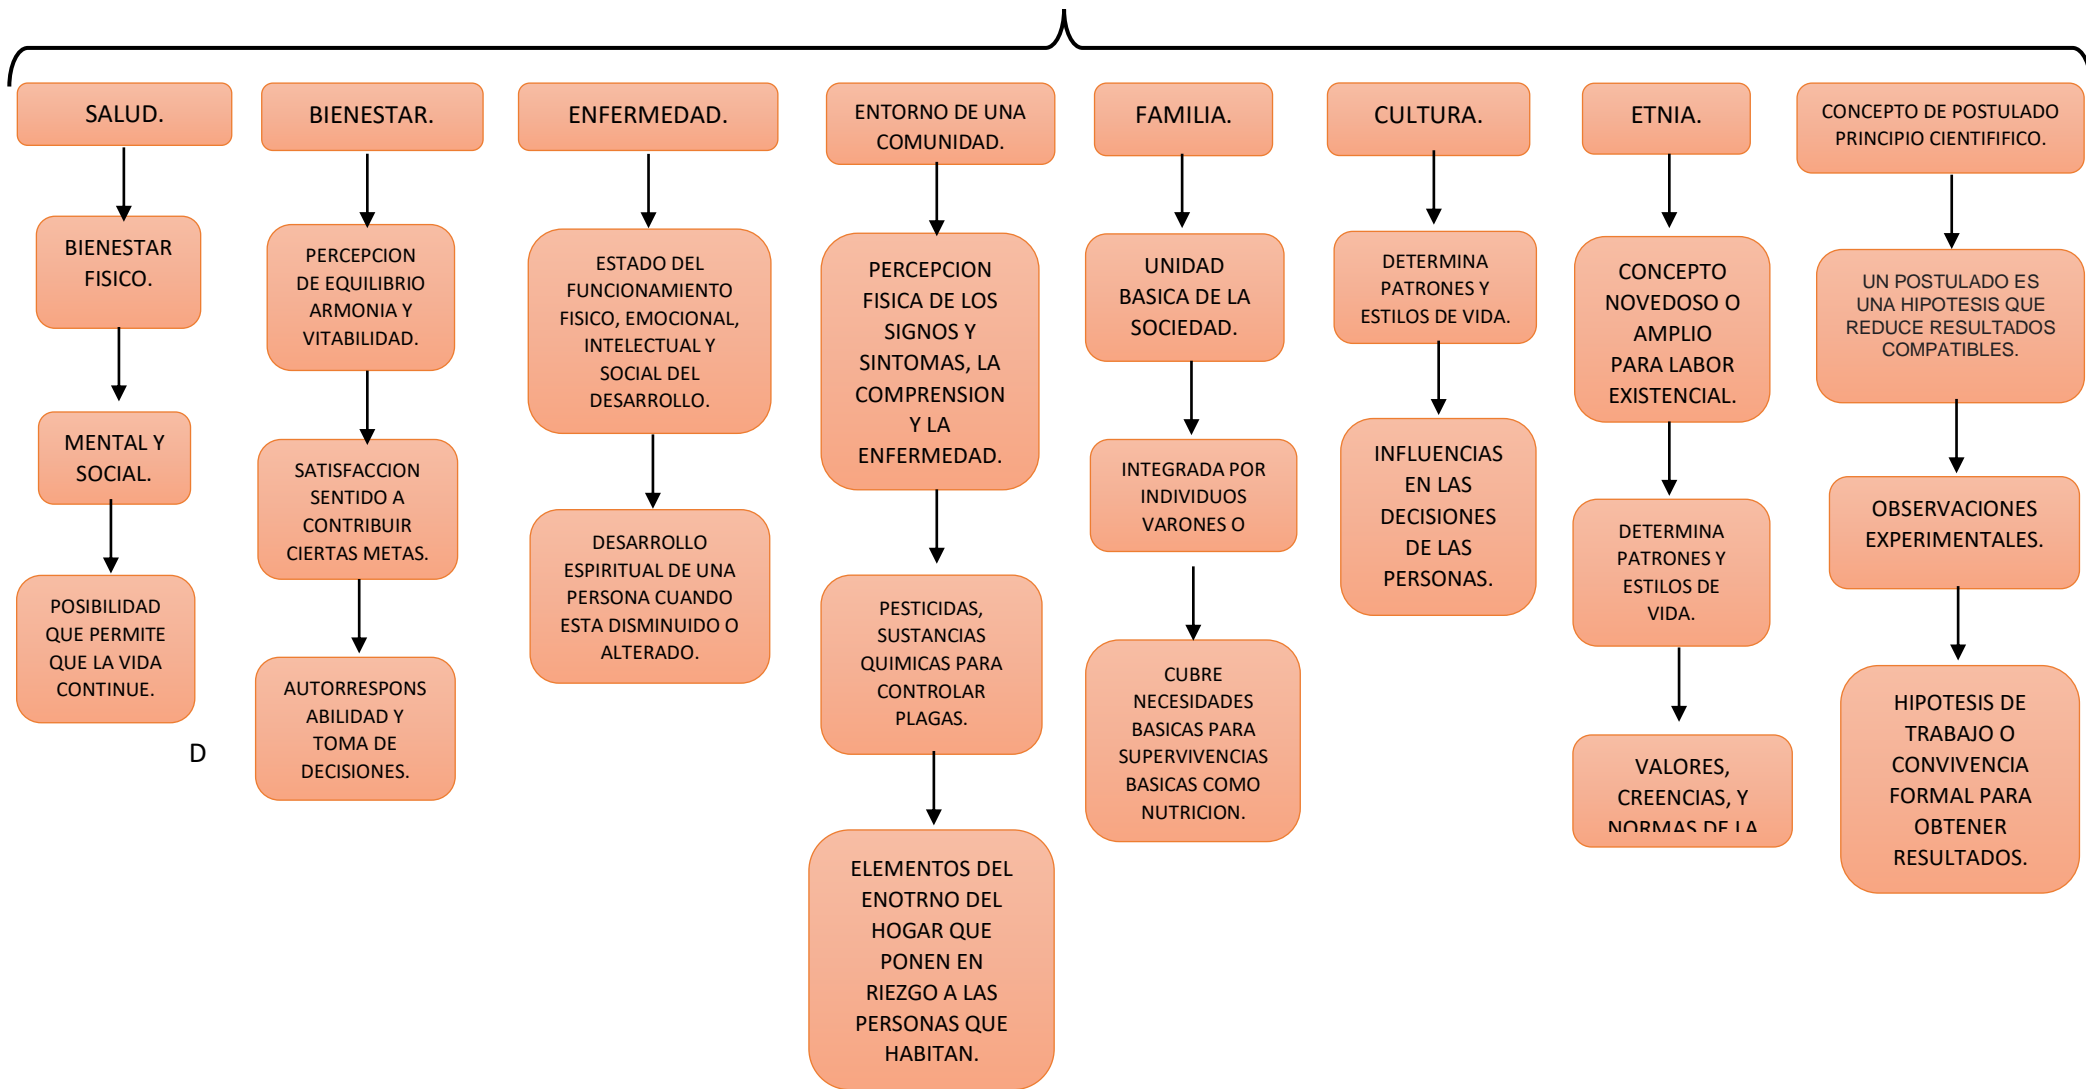 SALUD.
BIENESTAR
FISICO.
MENTAL Y
SOCIAL.
POSIBILIDAD
QUE PERMITE
QUE LA VIDA
CONTINUE.
D
BIENESTAR.
PERCEPCION
DE EQUILIBRIO
ARMONIA Y
VITABILIDAD.
SATISFACCION
SENTIDO A
CONTRIBUIR
CIERTAS METAS.
AUTORRESPONS
ABILIDAD Y
TOMA DE
DECISIONES.
ENFERMEDAD.
ESTADO DEL
FUNCIONAMIENTO
FISICO, EMOCIONAL,
INTELECTUAL Y
SOCIAL DEL
DESARROLLO.
DESARROLLO
ESPIRITUAL DE UNA
PERSONA CUANDO
ESTA DISMINUIDO O
ALTERADO.
ENTORNO DE UNA
COMUNIDAD.
PERCEPCION
FISICA DE LOS
SIGNOS Y
SINTOMAS, LA
COMPRENSION
Y LA
ENFERMEDAD.
PESTICIDAS,
SUSTANCIAS
QUIMICAS PARA
CONTROLAR
PLAGAS.
ELEMENTOS DEL
ENOTRNO DEL
HOGAR QUE
PONEN EN
RIEZGO A LAS
PERSONAS QUE
HABITAN.
FAMILIA.
UNIDAD
BASICA DE LA
SOCIEDAD.
INTEGRADA POR
INDIVIDUOS
VARONES O
CUBRE
NECESIDADES
BASICAS PARA
SUPERVIVENCIAS
BASICAS COMO
NUTRICION.
CULTURA.
DETERMINA
PATRONES Y
ESTILOS DE VIDA.
INFLUENCIAS
EN LAS
DECISIONES
DE LAS
PERSONAS.
ETNIA.
CONCEPTO
NOVEDOSO O
AMPLIO
PARA LABOR
EXISTENCIAL.
DETERMINA
PATRONES Y
ESTILOS DE
VIDA.
VALORES,
CREENCIAS, Y
NORMAS DE LA
CONCEPTO DE POSTULADO
PRINCIPIO CIENTIFIFICO.
UN POSTULADO ES
UNA HIPOTESIS QUE
REDUCE RESULTADOS
COMPATIBLES.
OBSERVACIONES
EXPERIMENTALES.
HIPOTESIS DE
TRABAJO O
CONVIVENCIA
FORMAL PARA
OBTENER
RESULTADOS.